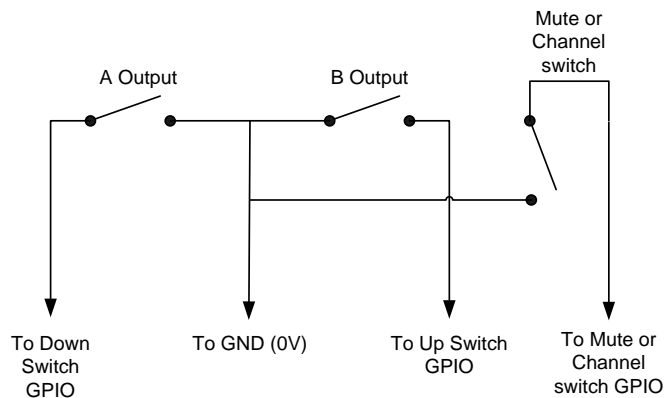 Mute or
Channel
switch
A Output
B Output
To Down
Switch
GPIO
To GND (0V)
To Up Switch
GPIO
To Mute or
Channel
switch GPIO